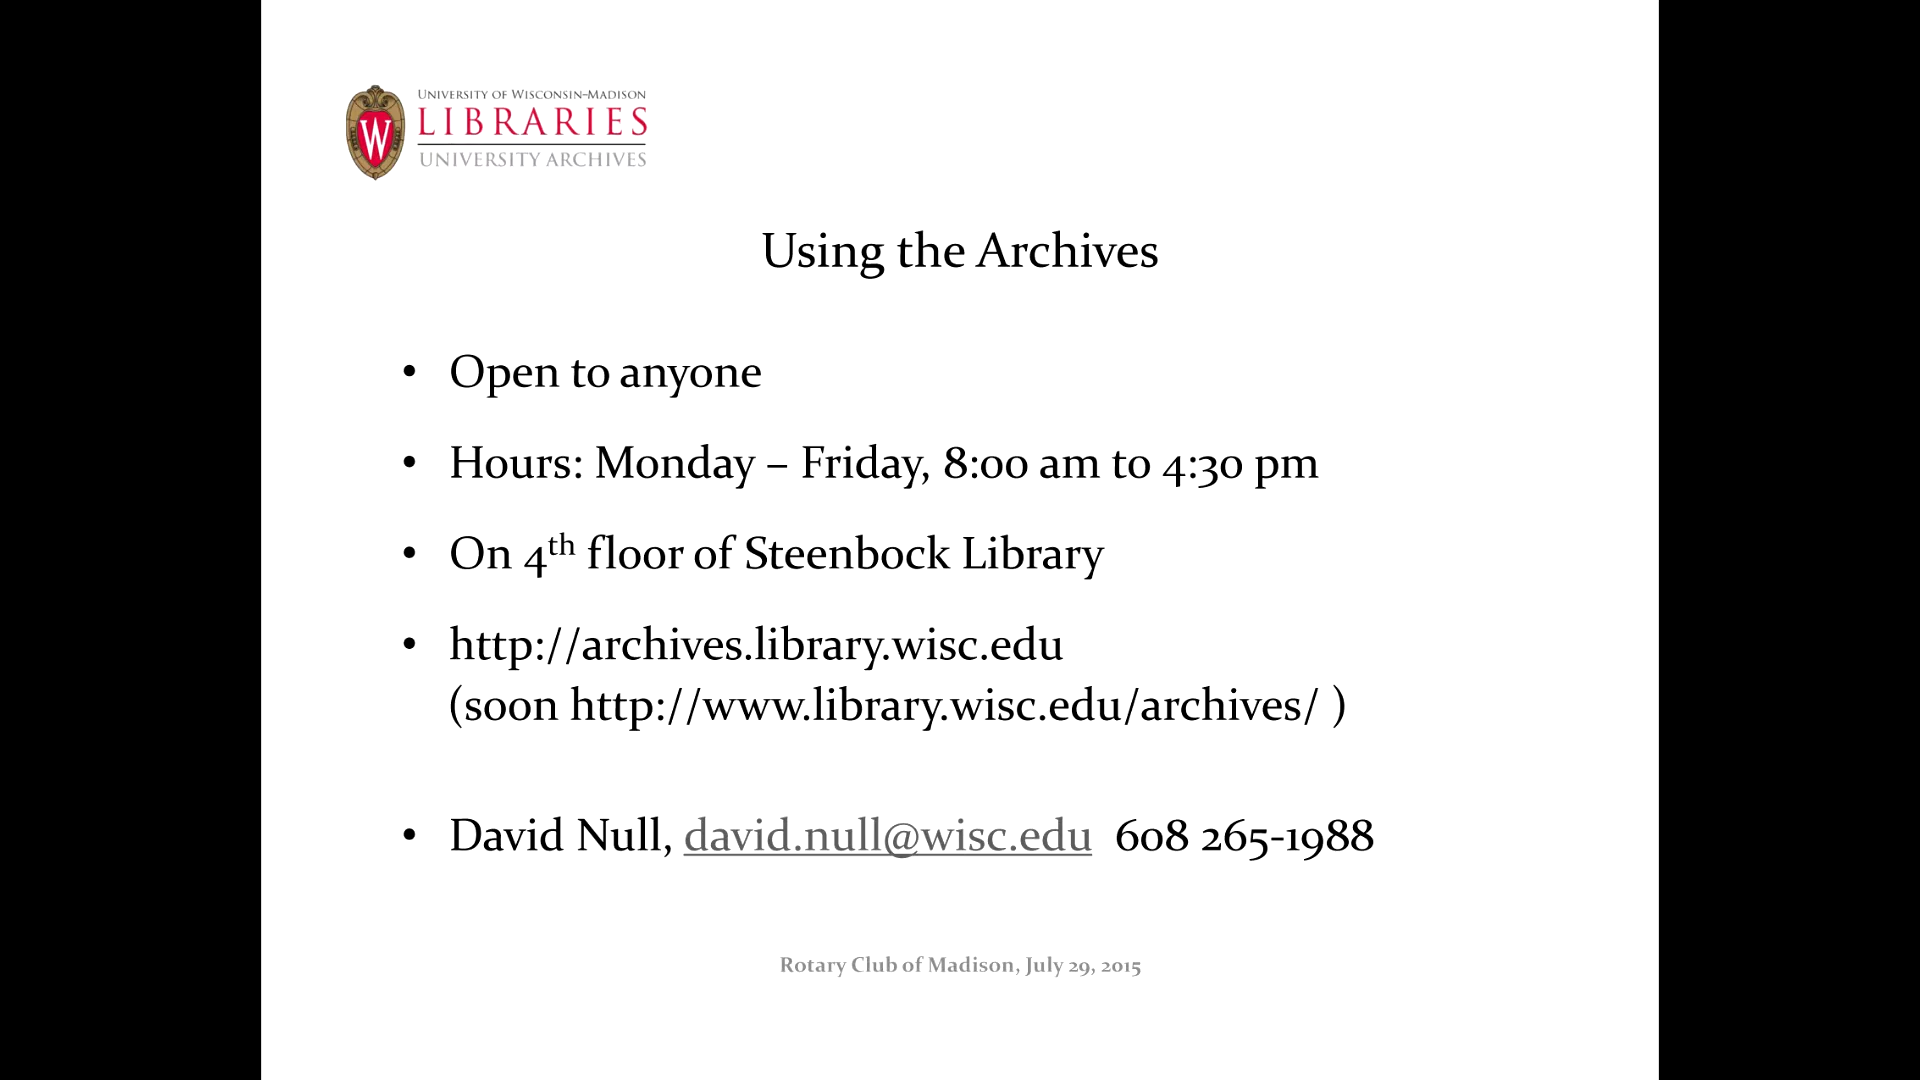 W
University of Wisconsin–Madison
LIBRARIES
UNIVERSITY ARCHIVES
Using the Archives
• Open to anyone
• Hours: Monday – Friday, 8:00 am to 4:30 pm
• On 4th floor of Steenbock Library
• http://archives.library.wisc.edu
(soon http://www.library.wisc.edu/archives/ )
• David Null, david.null@wisc.edu 608 265-1988
Rotary Club of Madison, July 29, 2015